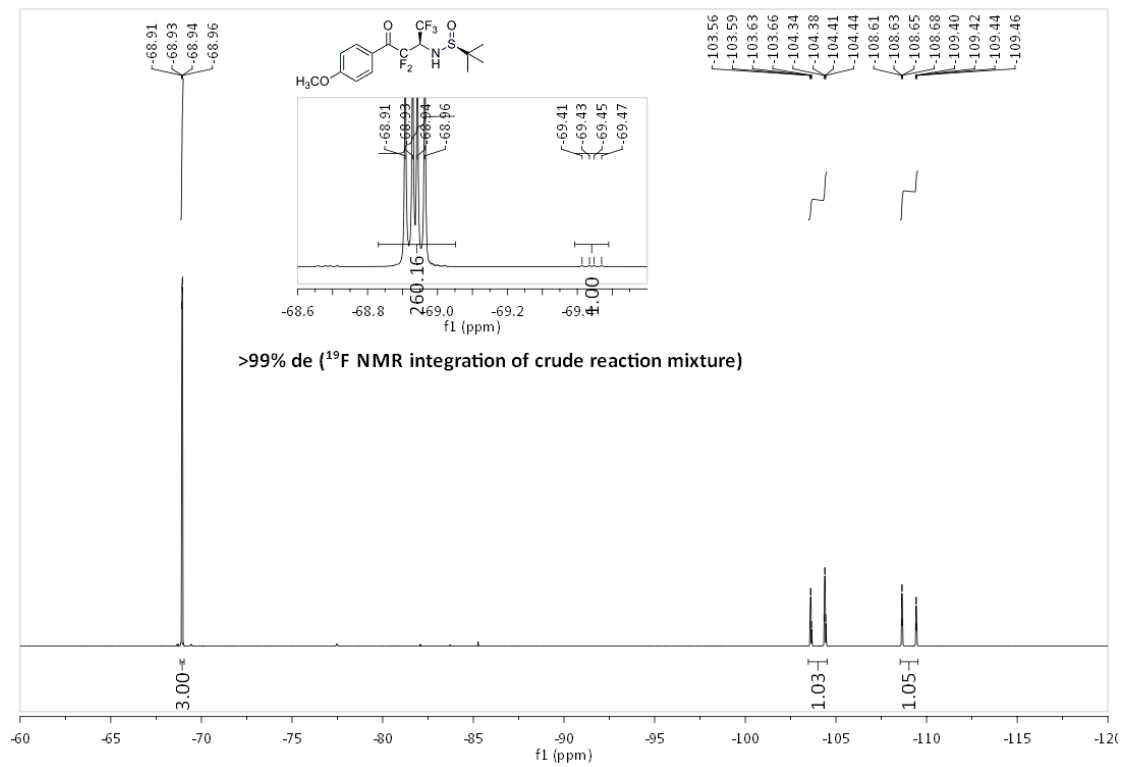 -68.91
-68.93
-68.94
-68.96
-103.56
-103.59
-103.63
-103.66
-104.34
-104.38
-104.41
-104.44
-108.61
-108.63
-108.65
-108.68
-109.40
-109.42
-109.44
-109.46
O
CF3
O
S
N
H
F2
H3CO
-68.91
-68.93
-68.94
-68.96
-69.41
-69.43
-69.45
-69.47
260.16
1.00
-68.6 -68.8 -69.0 -69.2 -69.4
f1 (ppm)
>99% de (19F NMR integration of crude reaction mixture)
3.00
1.03
1.05
-60 -65 -70 -75 -80 -85 -90 -95 -100 -105 -110 -115 -120
f1 (ppm)